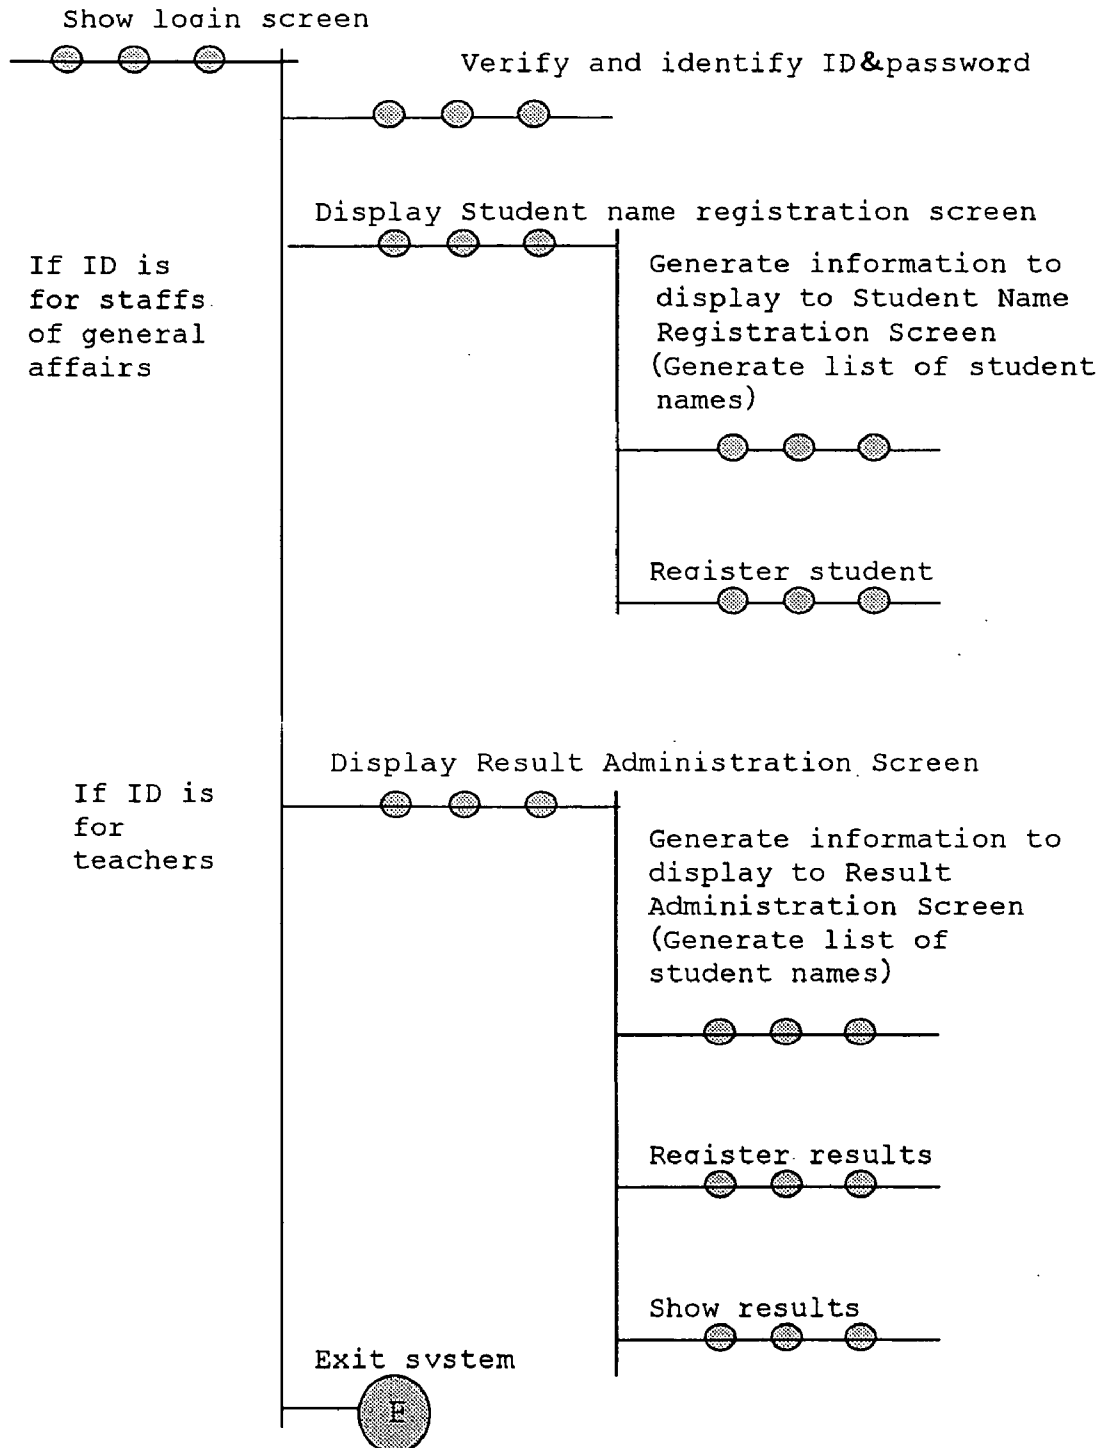 Show login screen
Verify and identify ID&password
Display Student name registration screen
If ID is
for staffs
of general
affairs
Generate information to
display to Student Name
Registration Screen
(Generate list of student
names)
Register student
Display Result Administration Screen
If ID is
for
teachers
Generate information to
display to Result
Administration Screen
(Generate list of
student names)
Register results
Show results
Exit system
E